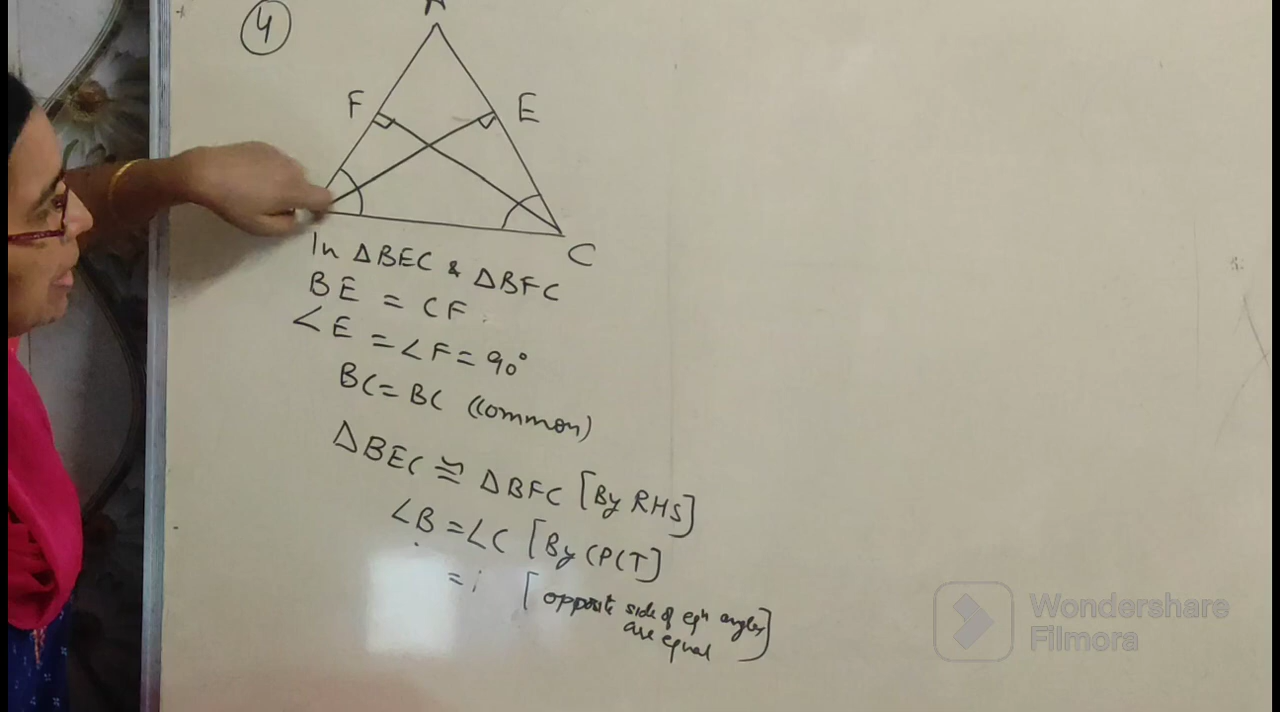 4
A
F
E
C
In ΔBEC & ΔBFC
BE = CF
∠E = ∠F = 90°
BC = BC (common)
ΔBEC ≅ ΔBFC [By RHS]
∠B = ∠C [By CPCT]
= [opposite side of eqn angles
are equal]
Wondershare
Filmora